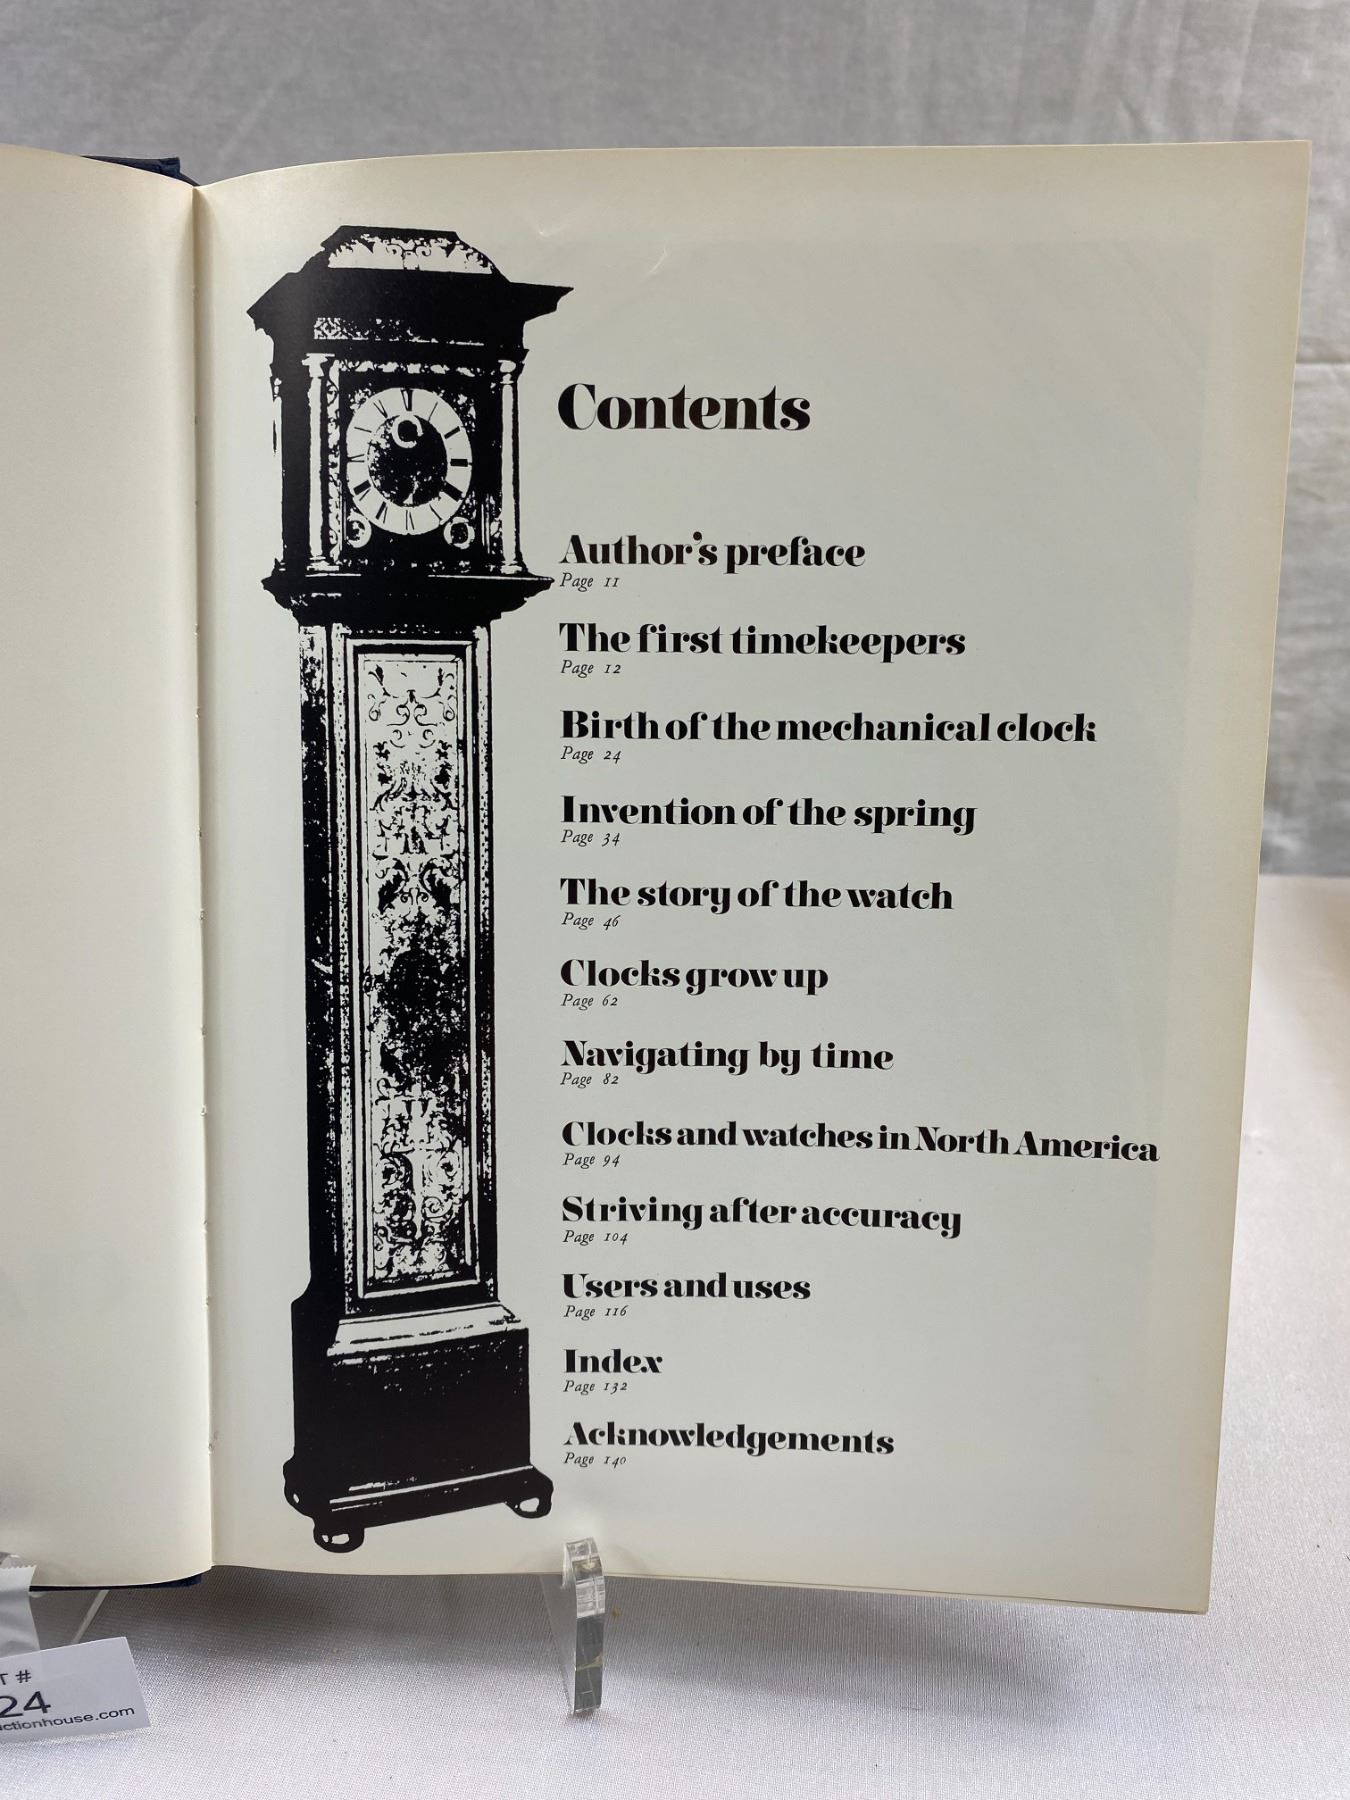 Contents
Author's preface
Page 11
The first timekeepers
Page 12
Birth of the mechanical clock
Page 24
Invention of the spring
Page 34
The story of the watch
Page 46
Clocks grow up
Page 62
Navigating by time
Page 82
Clocks and watches in North America
Page 94
Striving after accuracy
Page 104
Users and uses
Page 116
Index
Page 132
Acknowledgements
Page 140
T #
24
ctionhouse.com